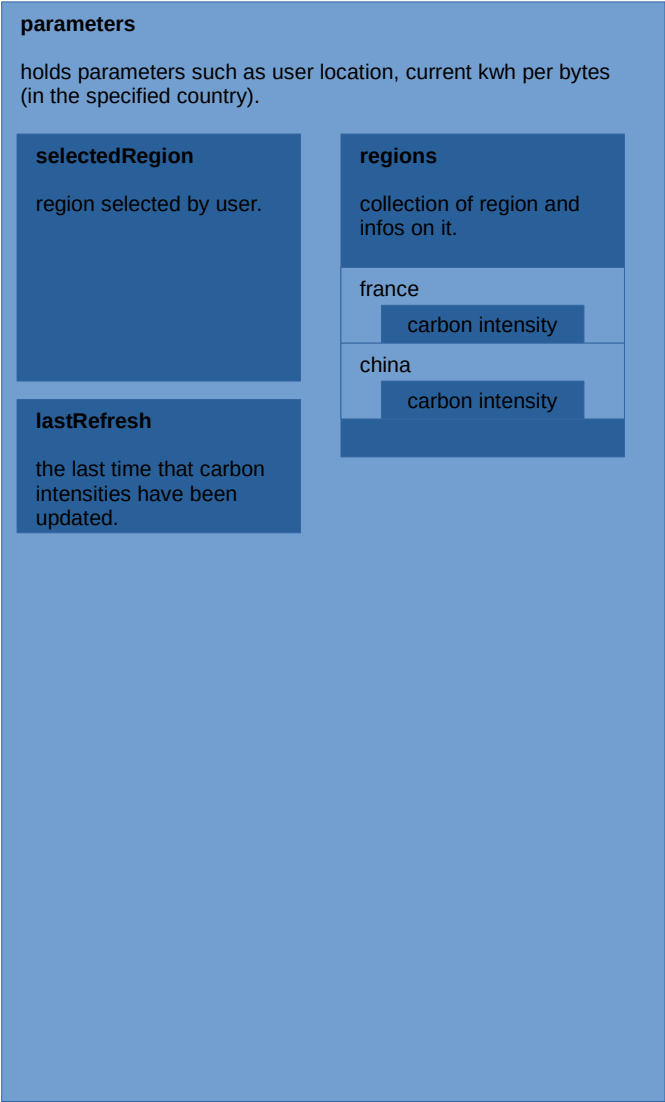 parameters
holds parameters such as user location, current kwh per bytes
(in the specified country).
selectedRegion
region selected by user.
regions
collection of region and
infos on it.
france
carbon intensity
china
carbon intensity
lastRefresh
the last time that carbon
intensities have been
updated.